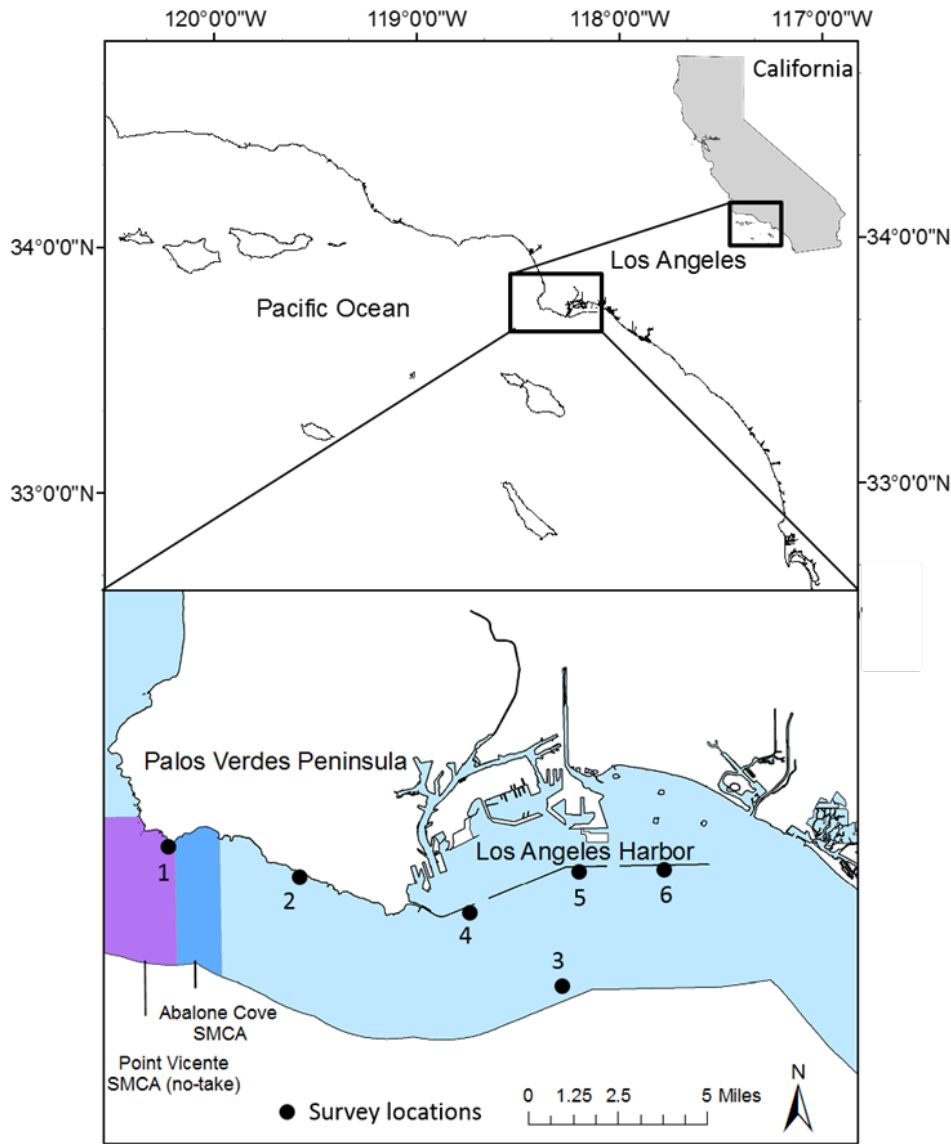 120°0'0"W 119°0'0"W 118°0'0"W 117°0'0"W
California
34°0'0"N 34°0'0"N
Los Angeles
Pacific Ocean
33°0'0"N 33°0'0"N
Palos Verdes Peninsula
Los Angeles Harbor
1
2
5
6
4
3
Abalone Cove
SMCA
Point Vicente
SMCA (no-take)
N
Survey locations
0 1.25 2.5 5 Miles